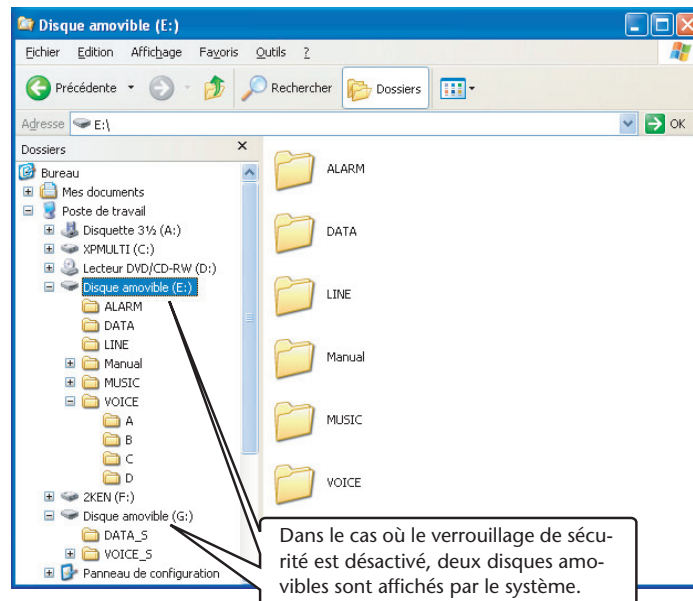 Disque amovible (E:)
Fichier Edition Affichage Favoris Outils ?
Précédente Rechercher Dossiers
Adresse E:\ OK
Dossiers
Bureau
Mes documents
Poste de travail
Disquette 3½ (A:)
XPMULTI (C:)
Lecteur DVD/CD-RW (D:)
Disque amovible (E:)
ALARM
DATA
LINE
Manual
MUSIC
VOICE
A
B
C
D
2KEN (F:)
Disque amovible (G:)
DATA_S
VOICE_S
Panneau de configuration
ALARM
DATA
LINE
Manual
MUSIC
VOICE
Dans le cas où le verrouillage de sécu-
rité est désactivé, deux disques amo-
vibles sont affichés par le système.